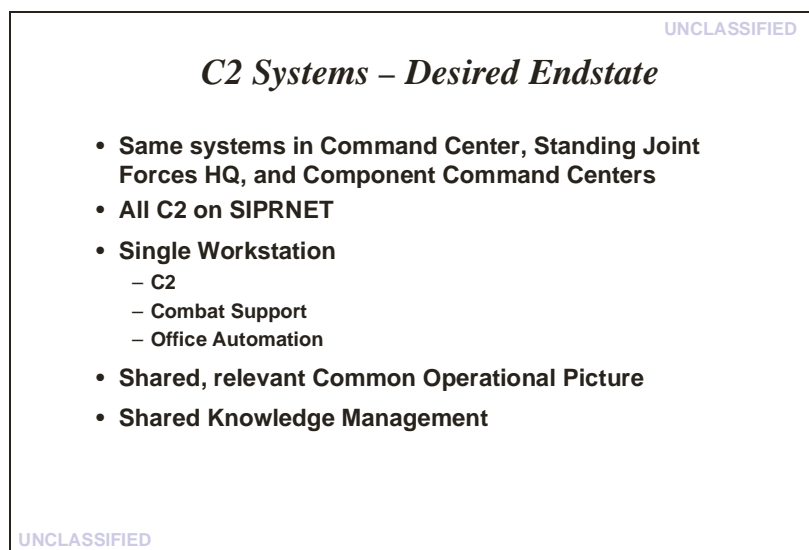 UNCLASSIFIED
C2 Systems – Desired Endstate
• Same systems in Command Center, Standing Joint
Forces HQ, and Component Command Centers
• All C2 on SIPRNET
• Single Workstation
– C2
– Combat Support
– Office Automation
• Shared, relevant Common Operational Picture
• Shared Knowledge Management
UNCLASSIFIED